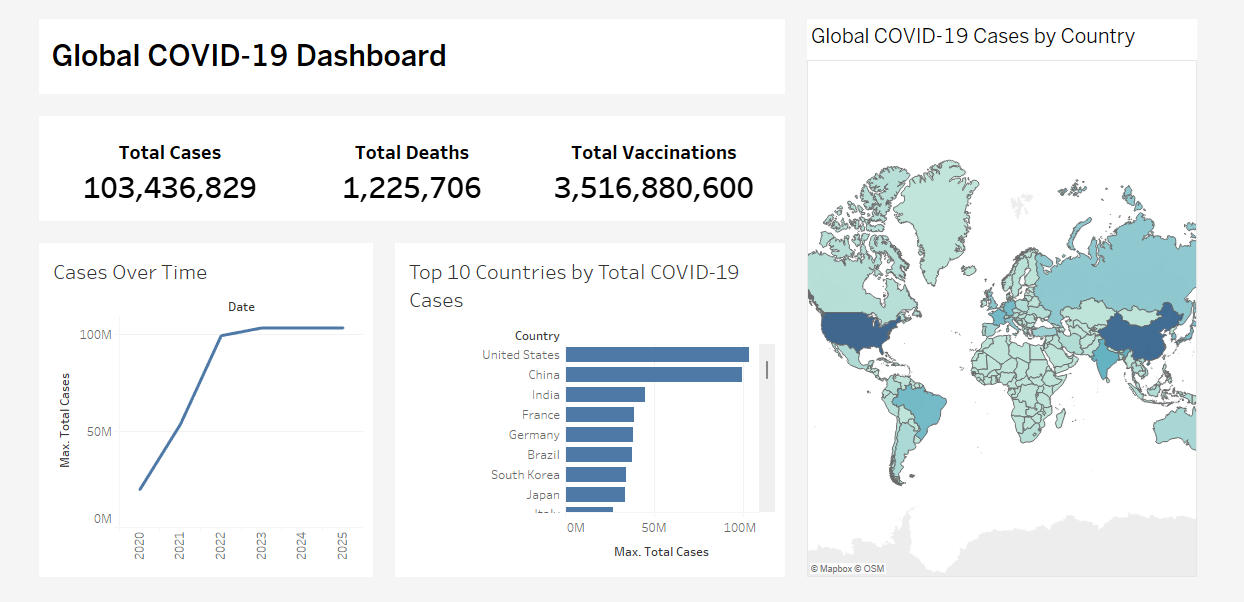 Global COVID-19 Dashboard
Total Cases
103,436,829
Total Deaths
1,225,706
Total Vaccinations
3,516,880,600
Cases Over Time
Date
Max. Total Cases
100M
50M
0M
2020
2021
2022
2023
2024
2025
Top 10 Countries by Total COVID-19
Cases
Country
United States
China
India
France
Germany
Brazil
South Korea
Japan
Italy
0M
50M
100M
Max. Total Cases
Global COVID-19 Cases by Country
© Mapbox © OSM